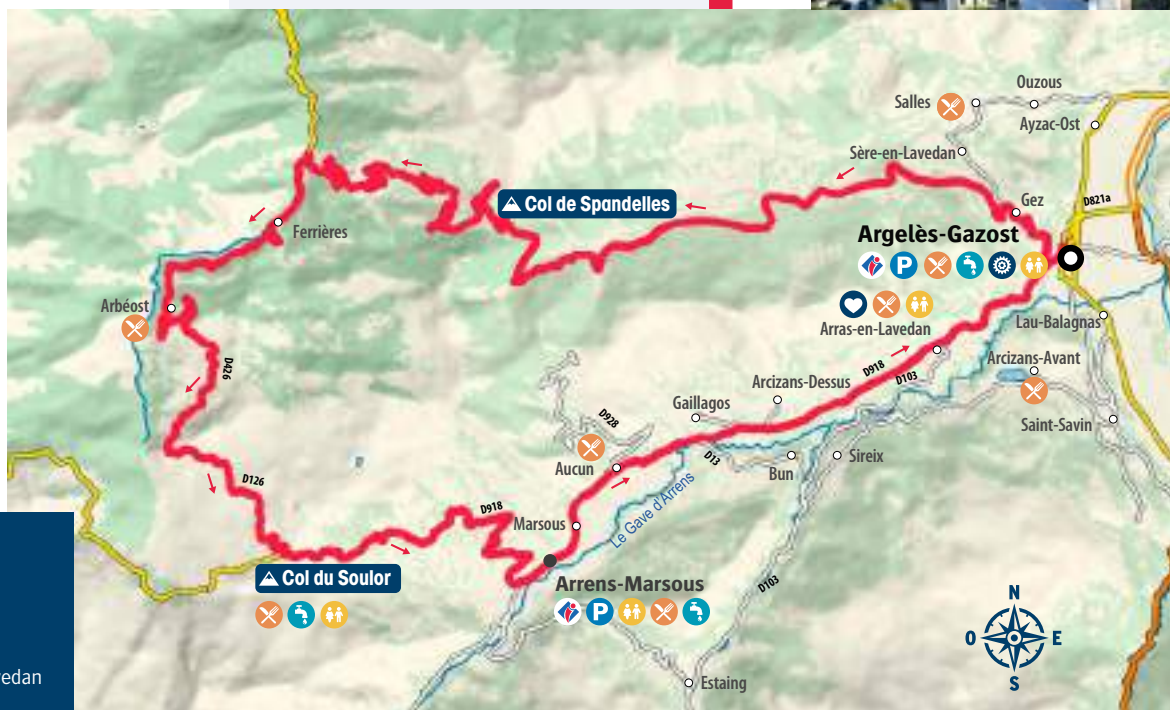 Ouzous
Salles
Ayzac-Ost
Sère-en-Lavedan
D821a
Gez
Col de Spandelles
Argelès-Gazost
P
Ferrières
Arbéost
Arras-en-Lavedan
Lau-Balagnas
D426
D918
D103
Arcizans-Avant
Arcizans-Dessus
Gaillagos
D928
Saint-Savin
Aucun
D13
Bun
Sireix
D126
D918
Marsous
Le Gave d'Arrens
Col du Soulor
Arrens-Marsous
P
D103
N
O E
S
edan
Estaing